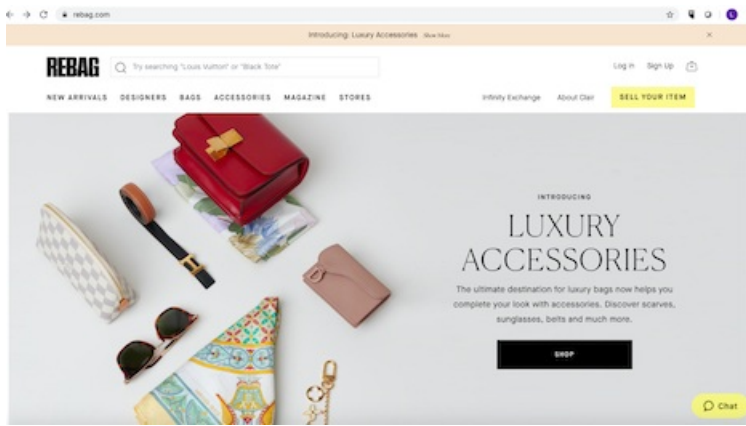 rebag.com
Introducing: Luxury Accessories Show More
REBAG
Try searching "Louis Vuitton" or "Black Tote"
Log in Sign Up
NEW ARRIVALS DESIGNERS BAGS ACCESSORIES MAGAZINE STORES
Infinity Exchange About Clair SELL YOUR ITEM
INTRODUCING
LUXURY
ACCESSORIES
The ultimate destination for luxury bags now helps you
complete your look with accessories. Discover scarves,
sunglasses, belts and much more.
SHOP
Chat